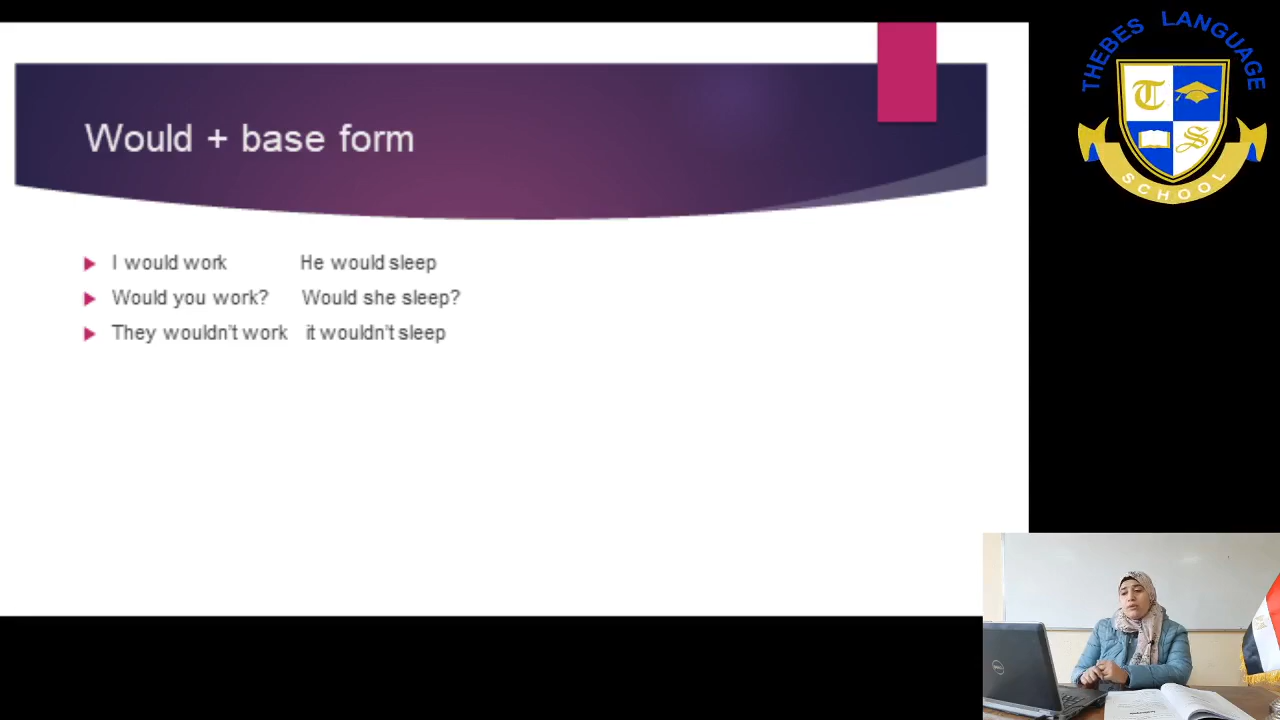 THEBES LANGUAGE
T
S
SCHOOL
Would + base form
I would work He would sleep
Would you work? Would she sleep?
They wouldn't work it wouldn't sleep
DELL